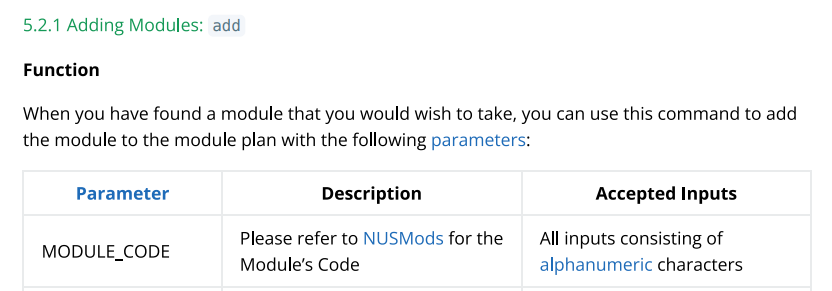 5.2.1 Adding Modules: add
Function
When you have found a module that you would wish to take, you can use this command to add
the module to the module plan with the following parameters:
Parameter Description Accepted Inputs
MODULE_CODE Please refer to NUSMods for the Module's Code All inputs consisting of alphanumeric characters